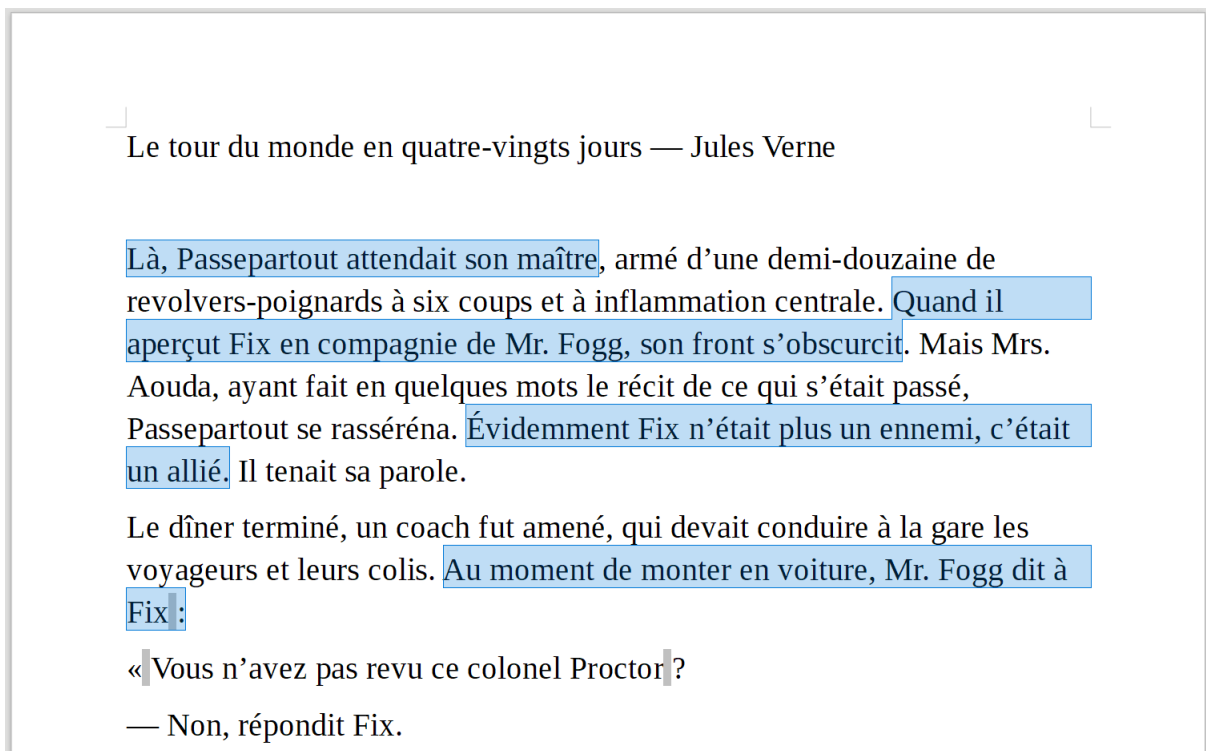 Le tour du monde en quatre-vingts jours — Jules Verne
Là, Passepartout attendait son maître, armé d’une demi-douzaine de
revolvers-poignards à six coups et à inflammation centrale. Quand il
aperçut Fix en compagnie de Mr. Fogg, son front s’obscurcit. Mais Mrs.
Aouda, ayant fait en quelques mots le récit de ce qui s’était passé,
Passepartout se rasséréna. Évidemment Fix n’était plus un ennemi, c’était
un allié. Il tenait sa parole.
Le dîner terminé, un coach fut amené, qui devait conduire à la gare les
voyageurs et leurs colis. Au moment de monter en voiture, Mr. Fogg dit à
Fix :
« Vous n’avez pas revu ce colonel Proctor ?
— Non, répondit Fix.